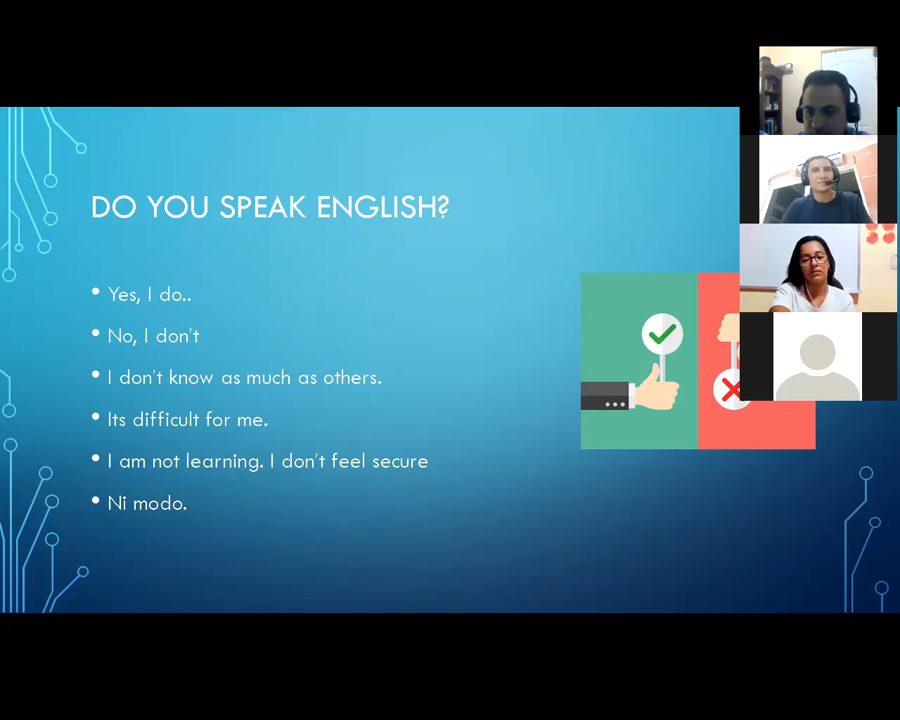 DO YOU SPEAK ENGLISH?
• Yes, I do..
• No, I don't
• I don't know as much as others.
• Its difficult for me.
• I am not learning. I don't feel secure
• Ni modo.